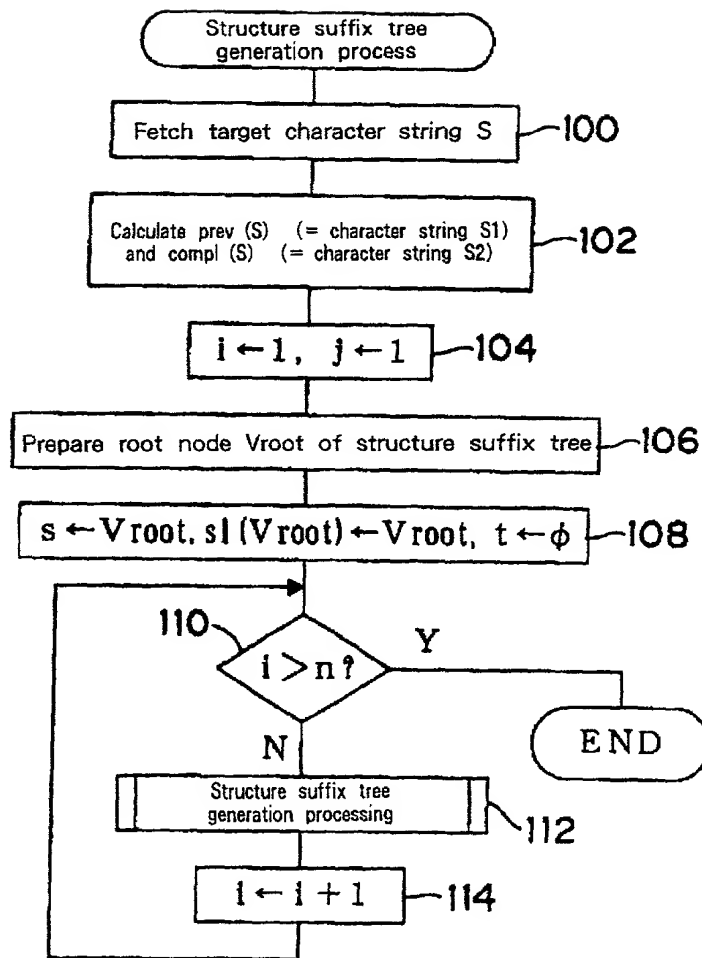 Structure suffix tree
generation process
Fetch target character string S
100
Calculate prev (S) (= character string S1)
and compl (S) (= character string S2)
102
i ← 1, j ← 1
104
Prepare root node Vroot of structure suffix tree
106
s ← Vroot, sl (Vroot) ← Vroot, t ← ϕ
108
110
i > n?
Y
N
END
Structure suffix tree
generation processing
112
i ← i + 1
114